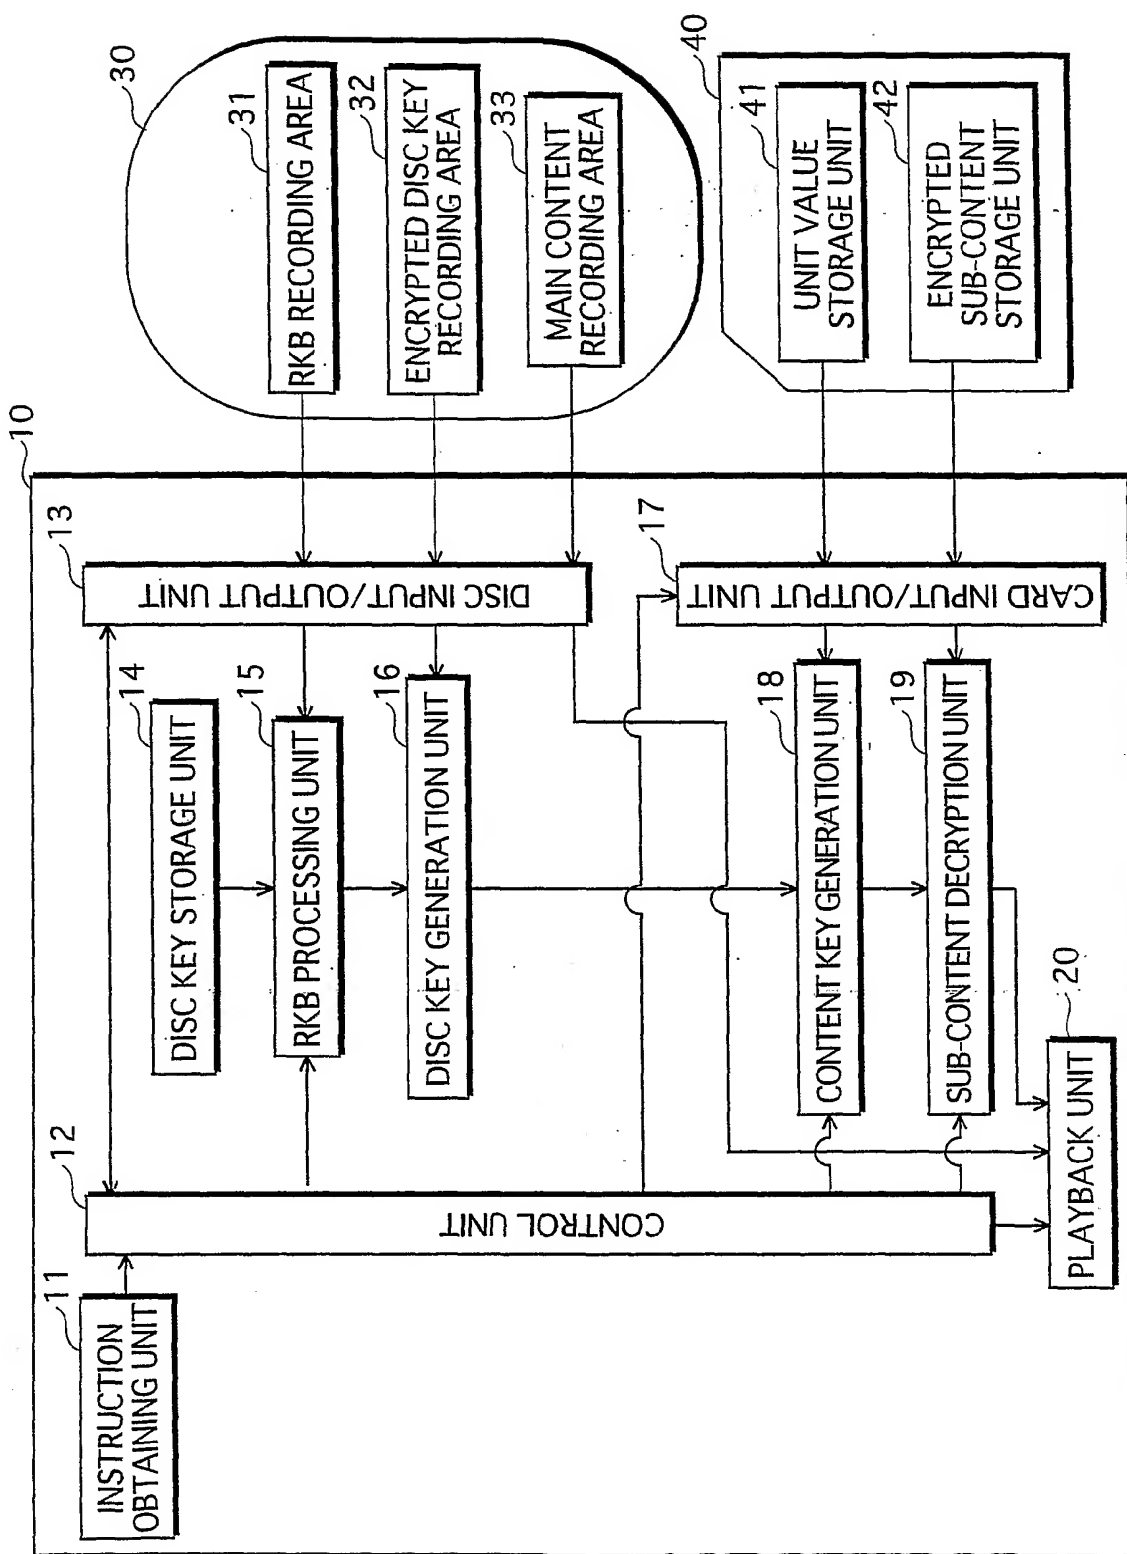 10
11
INSTRUCTION
OBTAINING UNIT
12
CONTROL UNIT
13
DISC INPUT/OUTPUT UNIT
14
DISC KEY STORAGE UNIT
15
RKB PROCESSING UNIT
16
DISC KEY GENERATION UNIT
17
CARD INPUT/OUTPUT UNIT
18
CONTENT KEY GENERATION UNIT
19
SUB-CONTENT DECRYPTION UNIT
20
PLAYBACK UNIT
30
31
RKB RECORDING AREA
32
ENCRYPTED DISC KEY
RECORDING AREA
33
MAIN CONTENT
RECORDING AREA
40
41
UNIT VALUE
STORAGE UNIT
42
ENCRYPTED
SUB-CONTENT
STORAGE UNIT